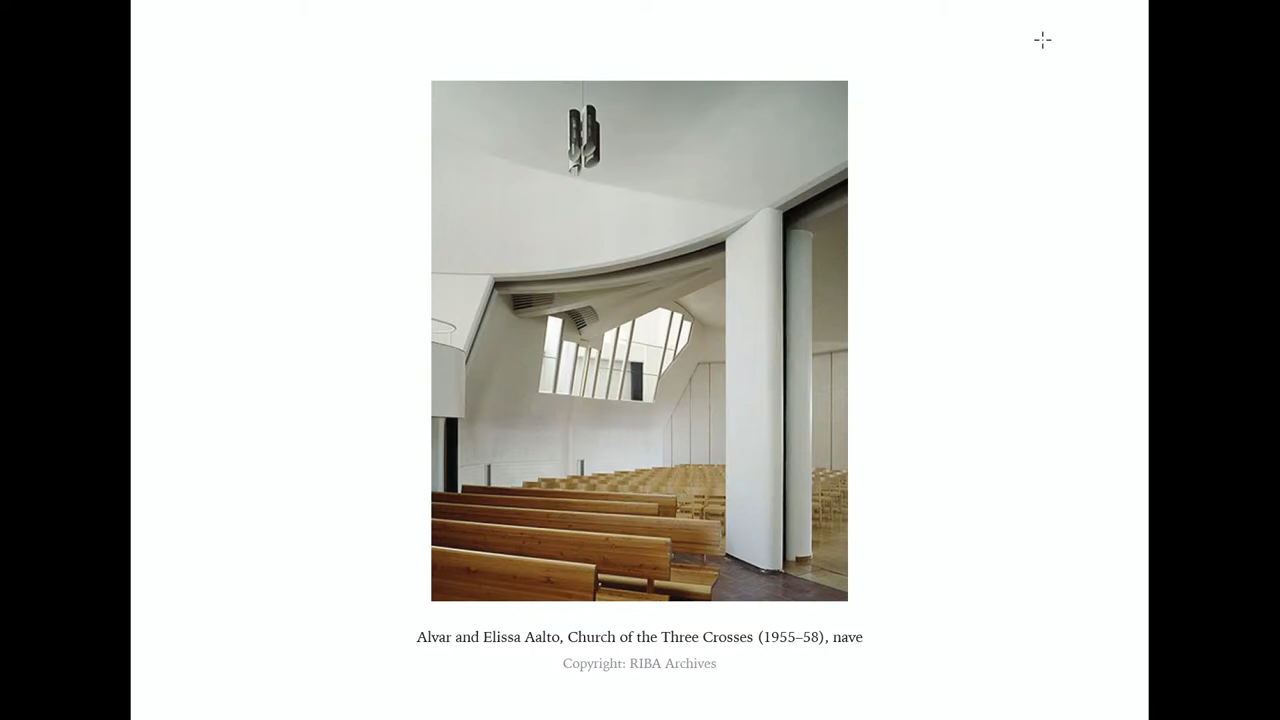 Alvar and Elissa Aalto, Church of the Three Crosses (1955–58), nave
Copyright: RIBA Archives